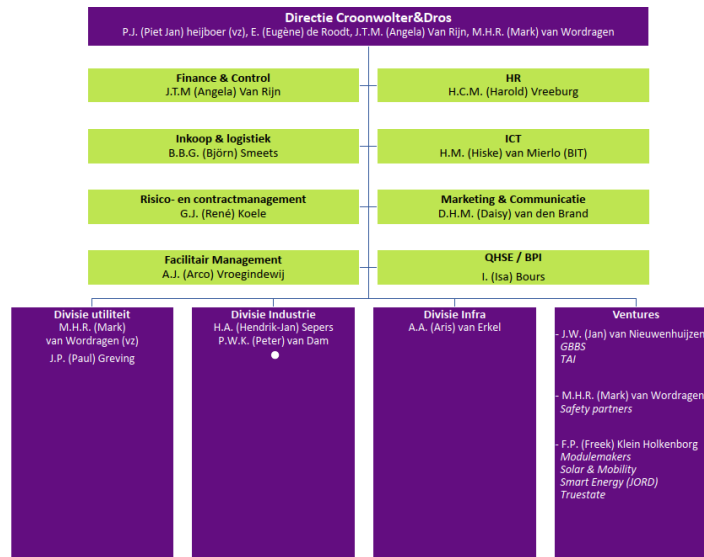 Directie Croonwolter&Dros
P.J. (Piet Jan) heijboer (vz), E. (Eugène) de Roodt, J.T.M. (Angela) Van Rijn, M.H.R. (Mark) van Wordragen
Finance & Control
J.T.M (Angela) Van Rijn
HR
H.C.M. (Harold) Vreeburg
Inkoop & logistiek
B.B.G. (Björn) Smeets
ICT
H.M. (Hiske) van Mierlo (BIT)
Risico- en contractmanagement
G.J. (René) Koele
Marketing & Communicatie
D.H.M. (Daisy) van den Brand
Facilitair Management
A.J. (Arco) Vroegindewij
QHSE / BPI
I. (Isa) Bours
Divisie utiliteit
M.H.R. (Mark)
van Wordragen (vz)
J.P. (Paul) Greving
Divisie Industrie
H.A. (Hendrik-Jan) Sepers
P.W.K. (Peter) van Dam
Divisie Infra
A.A. (Aris) van Erkel
Ventures
- J.W. (Jan) van Nieuwenhuijzen
GBBS
TAI
- M.H.R. (Mark) van Wordragen
Safety partners
- F.P. (Freek) Klein Holkenborg
Modulemakers
Solar & Mobility
Smart Energy (JORD)
Truestate